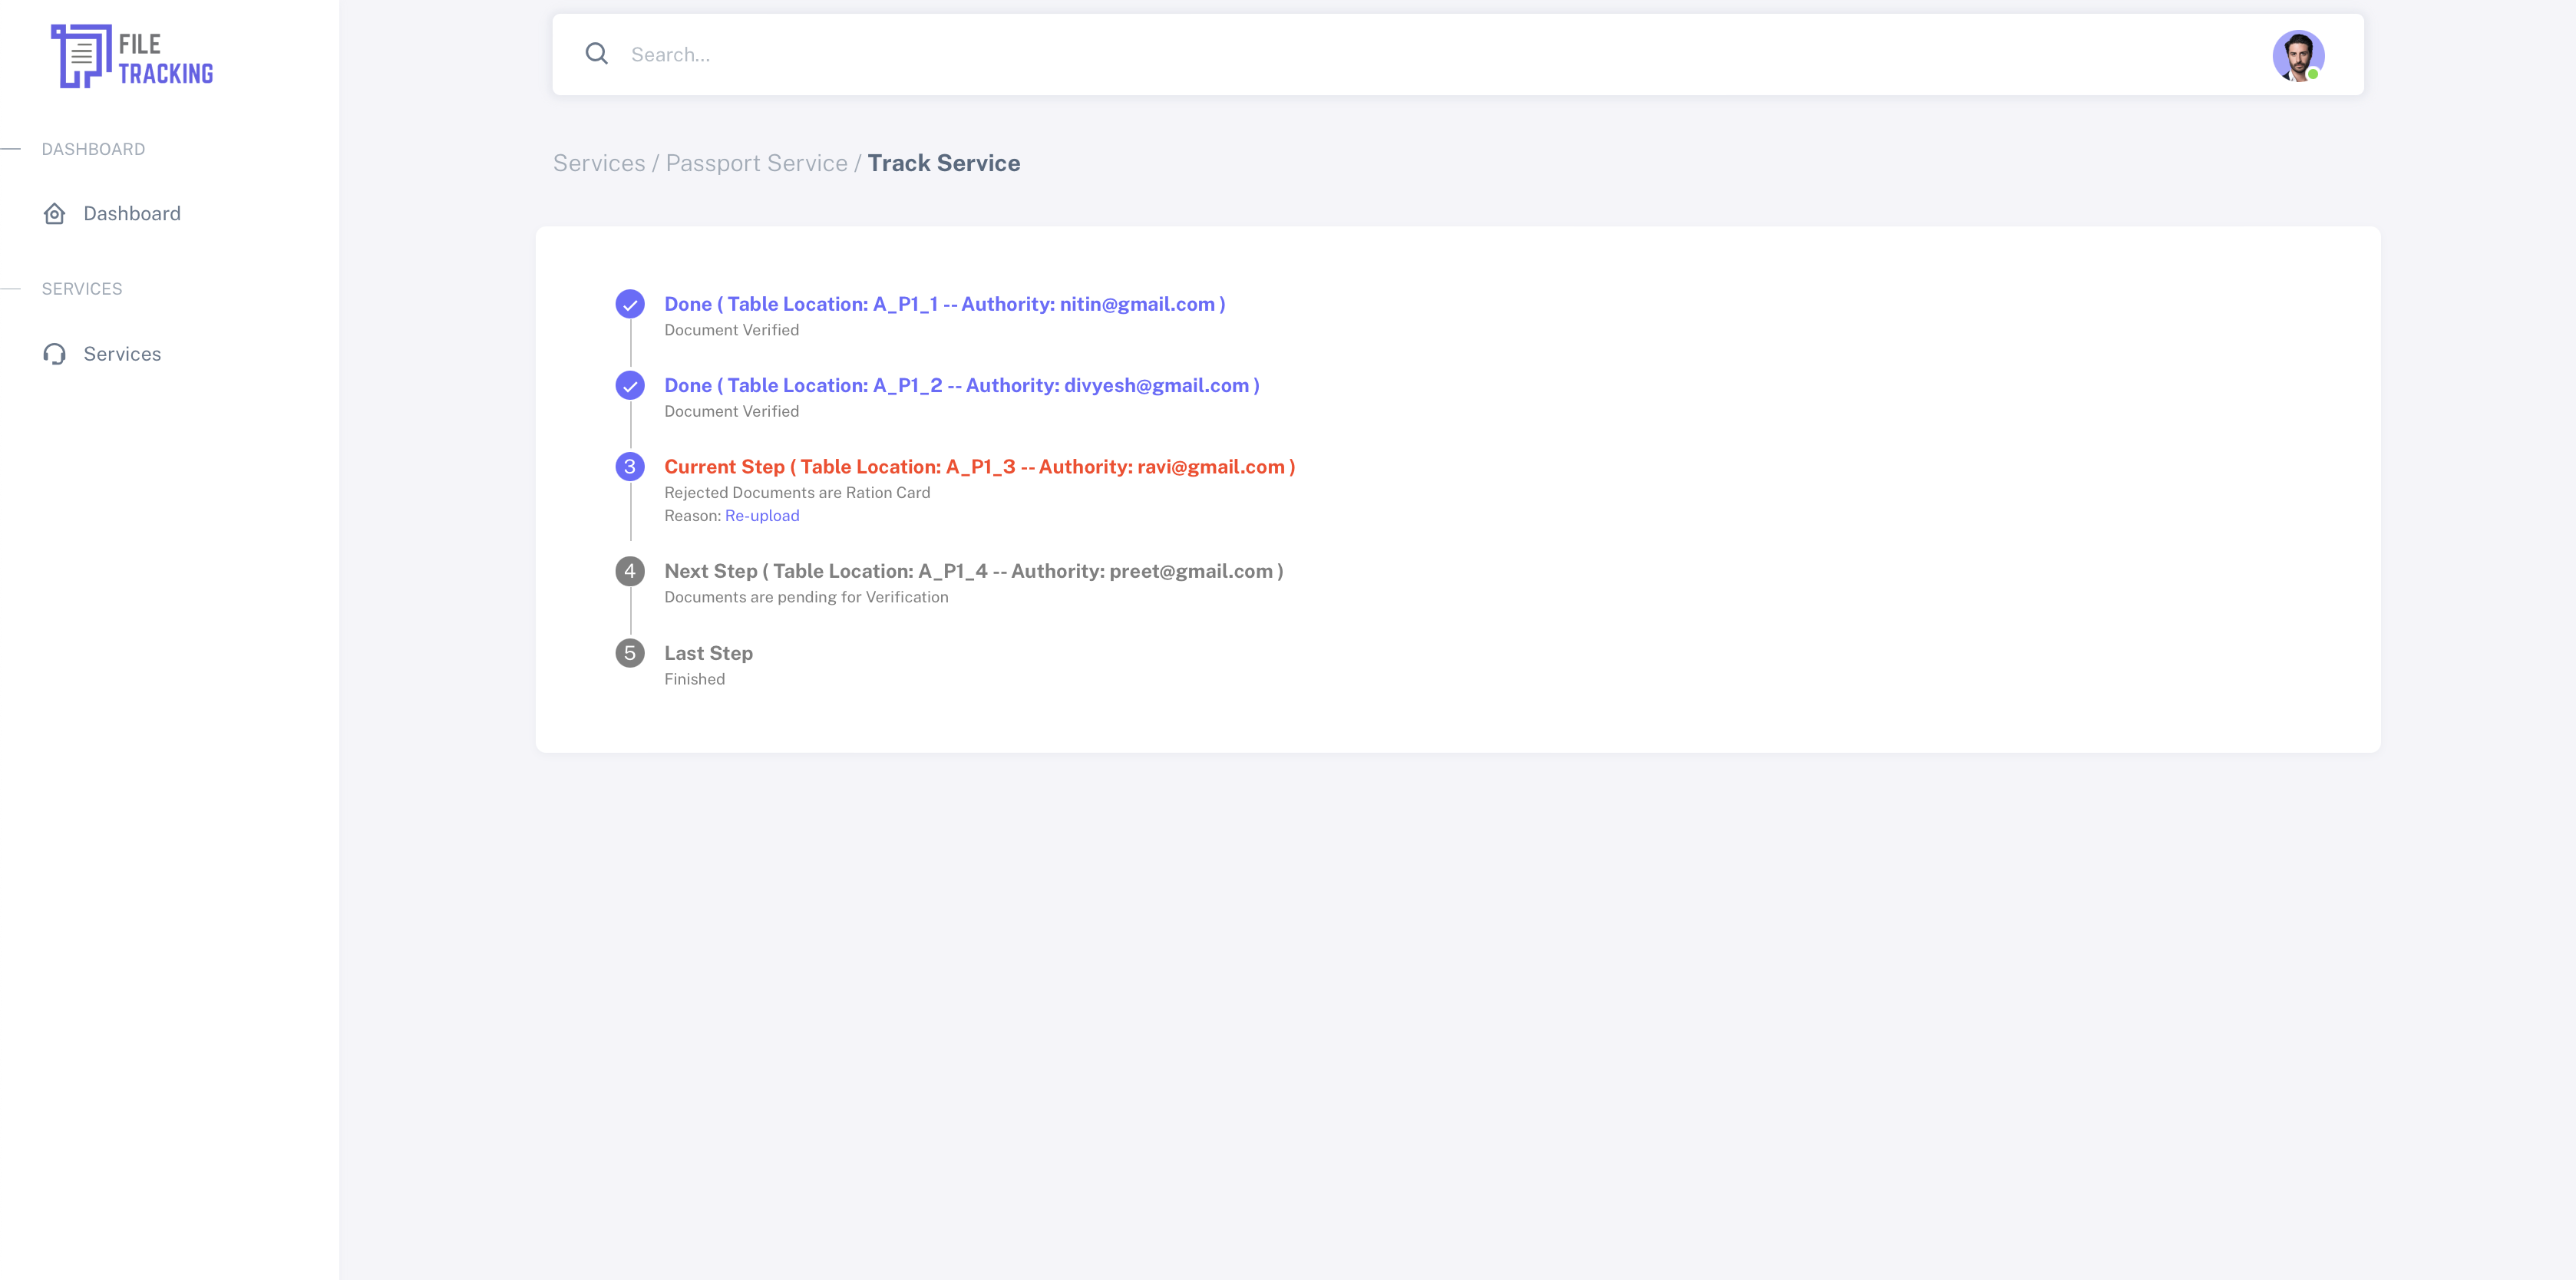 FILE
TRACKING
DASHBOARD
Dashboard
SERVICES
Services
Search...
Services / Passport Service / Track Service
Done ( Table Location: A_P1_1 -- Authority: nitin@gmail.com )
Document Verified
Done ( Table Location: A_P1_2 -- Authority: divyesh@gmail.com )
Document Verified
3 Current Step ( Table Location: A_P1_3 -- Authority: ravi@gmail.com )
Rejected Documents are Ration Card
Reason: Re-upload
4 Next Step ( Table Location: A_P1_4 -- Authority: preet@gmail.com )
Documents are pending for Verification
5 Last Step
Finished